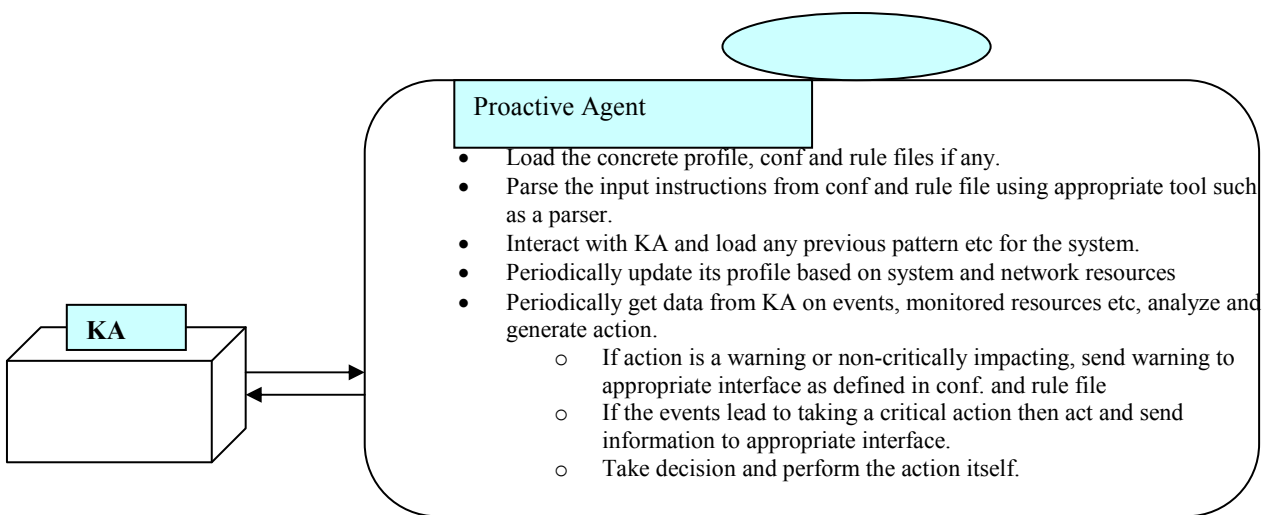 Proactive Agent
• Load the concrete profile, conf and rule files if any.
• Parse the input instructions from conf and rule file using appropriate tool such
as a parser.
• Interact with KA and load any previous pattern etc for the system.
• Periodically update its profile based on system and network resources
• Periodically get data from KA on events, monitored resources etc, analyze and
generate action.
o If action is a warning or non-critically impacting, send warning to
appropriate interface as defined in conf. and rule file
o If the events lead to taking a critical action then act and send
information to appropriate interface.
o Take decision and perform the action itself.
KA